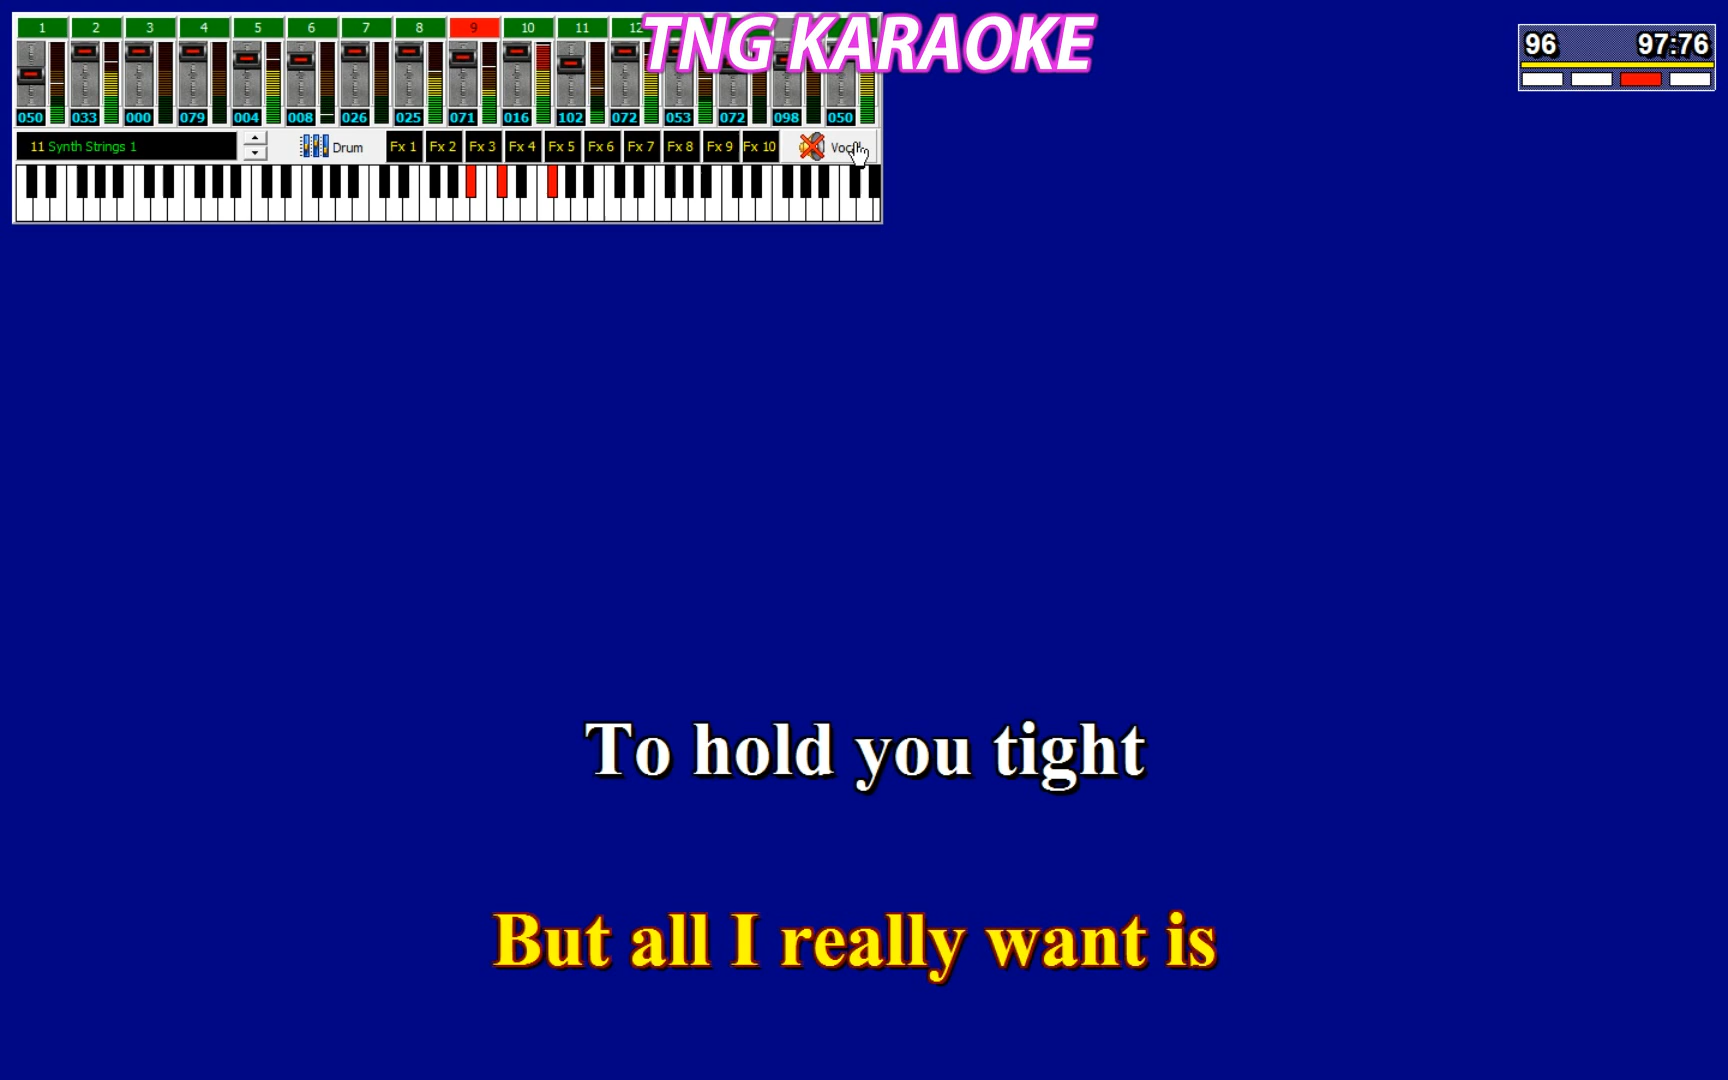 1 2 3 4 5 6 7 8 9 10 11 12
TNG KARAOKE
96 97:76
050 033 000 079 004 008 026 025 071 016 102 072 053 072 098 050
11 Synth Strings 1 Drum Fx 1 Fx 2 Fx 3 Fx 4 Fx 5 Fx 6 Fx 7 Fx 8 Fx 9 Fx 10
To hold you tight
But all I really want is